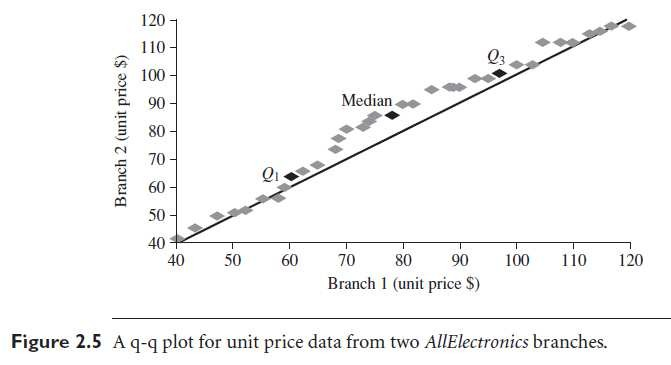 120
110
100
90
80
70
60
50
40
Branch 2 (unit price $)
Q1
Median
Q3
40 50 60 70 80 90 100 110 120
Branch 1 (unit price $)
Figure 2.5 A q-q plot for unit price data from two AllElectronics branches.